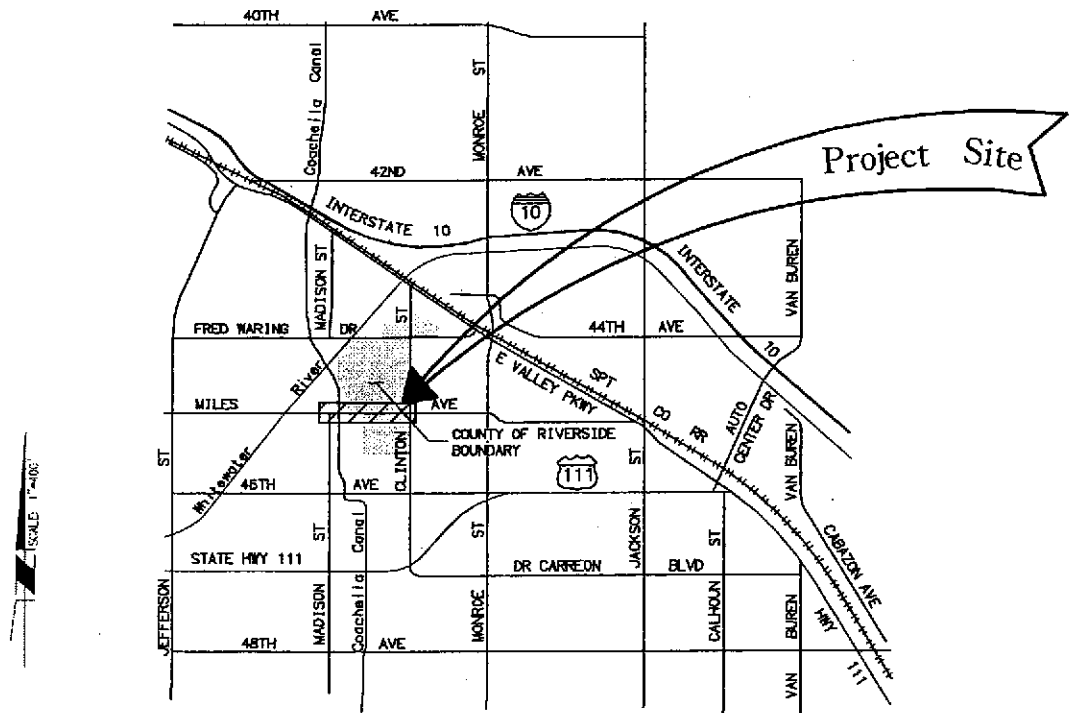 40TH AVE
Coachella Canal
MONROE ST
Project Site
42ND AVE
INTERSTATE 10
10
INTERSTATE 10
MADISON ST
VAN BUREN
FRED WARING DR
ST
44TH AVE
River
E VALLEY PKWY
SPT CO RR
MILES AVE
AUTO
CENTER DR
COUNTY OF RIVERSIDE
BOUNDARY
CLINTON
Whitewater
111
ST
46TH AVE
VAN BUREN
CABAZON AVE
STATE HWY 111
ST
ST
JACKSON ST
ST
DR CARREON BLVD
JEFFERSON
MADISON
Coachella Canal
MONROE
CALHOUN
VAN BUREN
HWY 111
48TH AVE